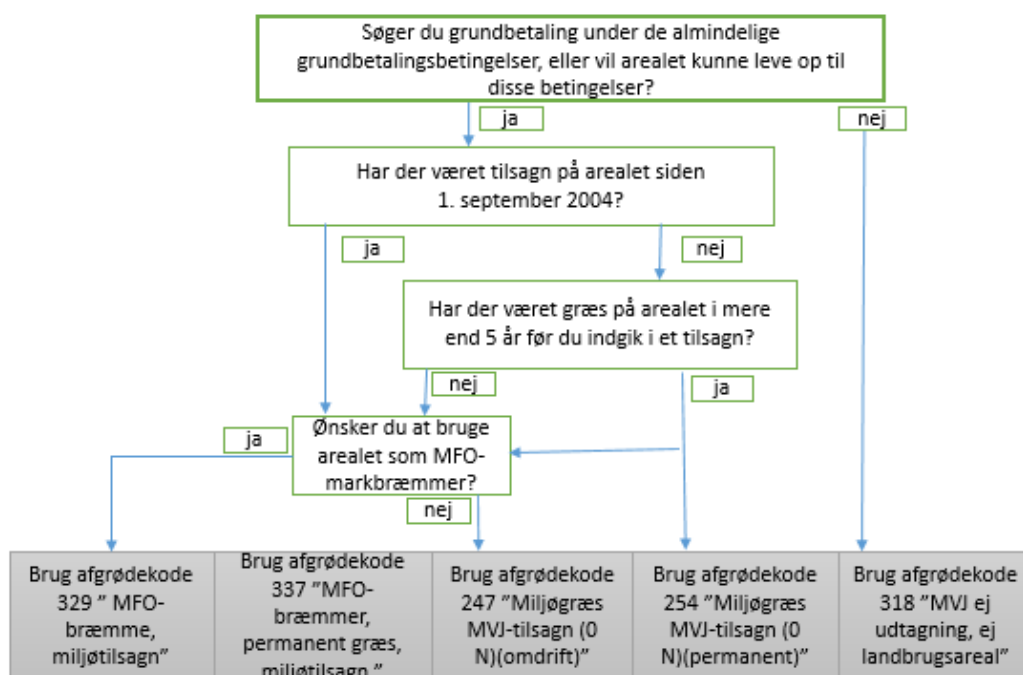 Søger du grundbetaling under de almindelige
grundbetalingsbetingelser, eller vil arealet kunne leve op til
disse betingelser?
ja
nej
Har der været tilsagn på arealet siden
1. september 2004?
ja
nej
Har der været græs på arealet i mere
end 5 år før du indgik i et tilsagn?
nej
ja
Ønsker du at bruge
arealet som MFO-
markbræmmer?
ja
nej
Brug afgrødekode
329 " MFO-
bræmme,
miljøtilsagn"
Brug afgrødekode
337 "MFO-
bræmmer,
permanent græs,
miljøtilsagn "
Brug afgrødekode
247 "Miljøgræs
MVJ-tilsagn (0
N)(omdrift)"
Brug afgrødekode
254 "Miljøgræs
MVJ-tilsagn (0
N)(permanent)"
Brug afgrødekode
318 "MVJ ej
udtagning, ej
landbrugsareal"